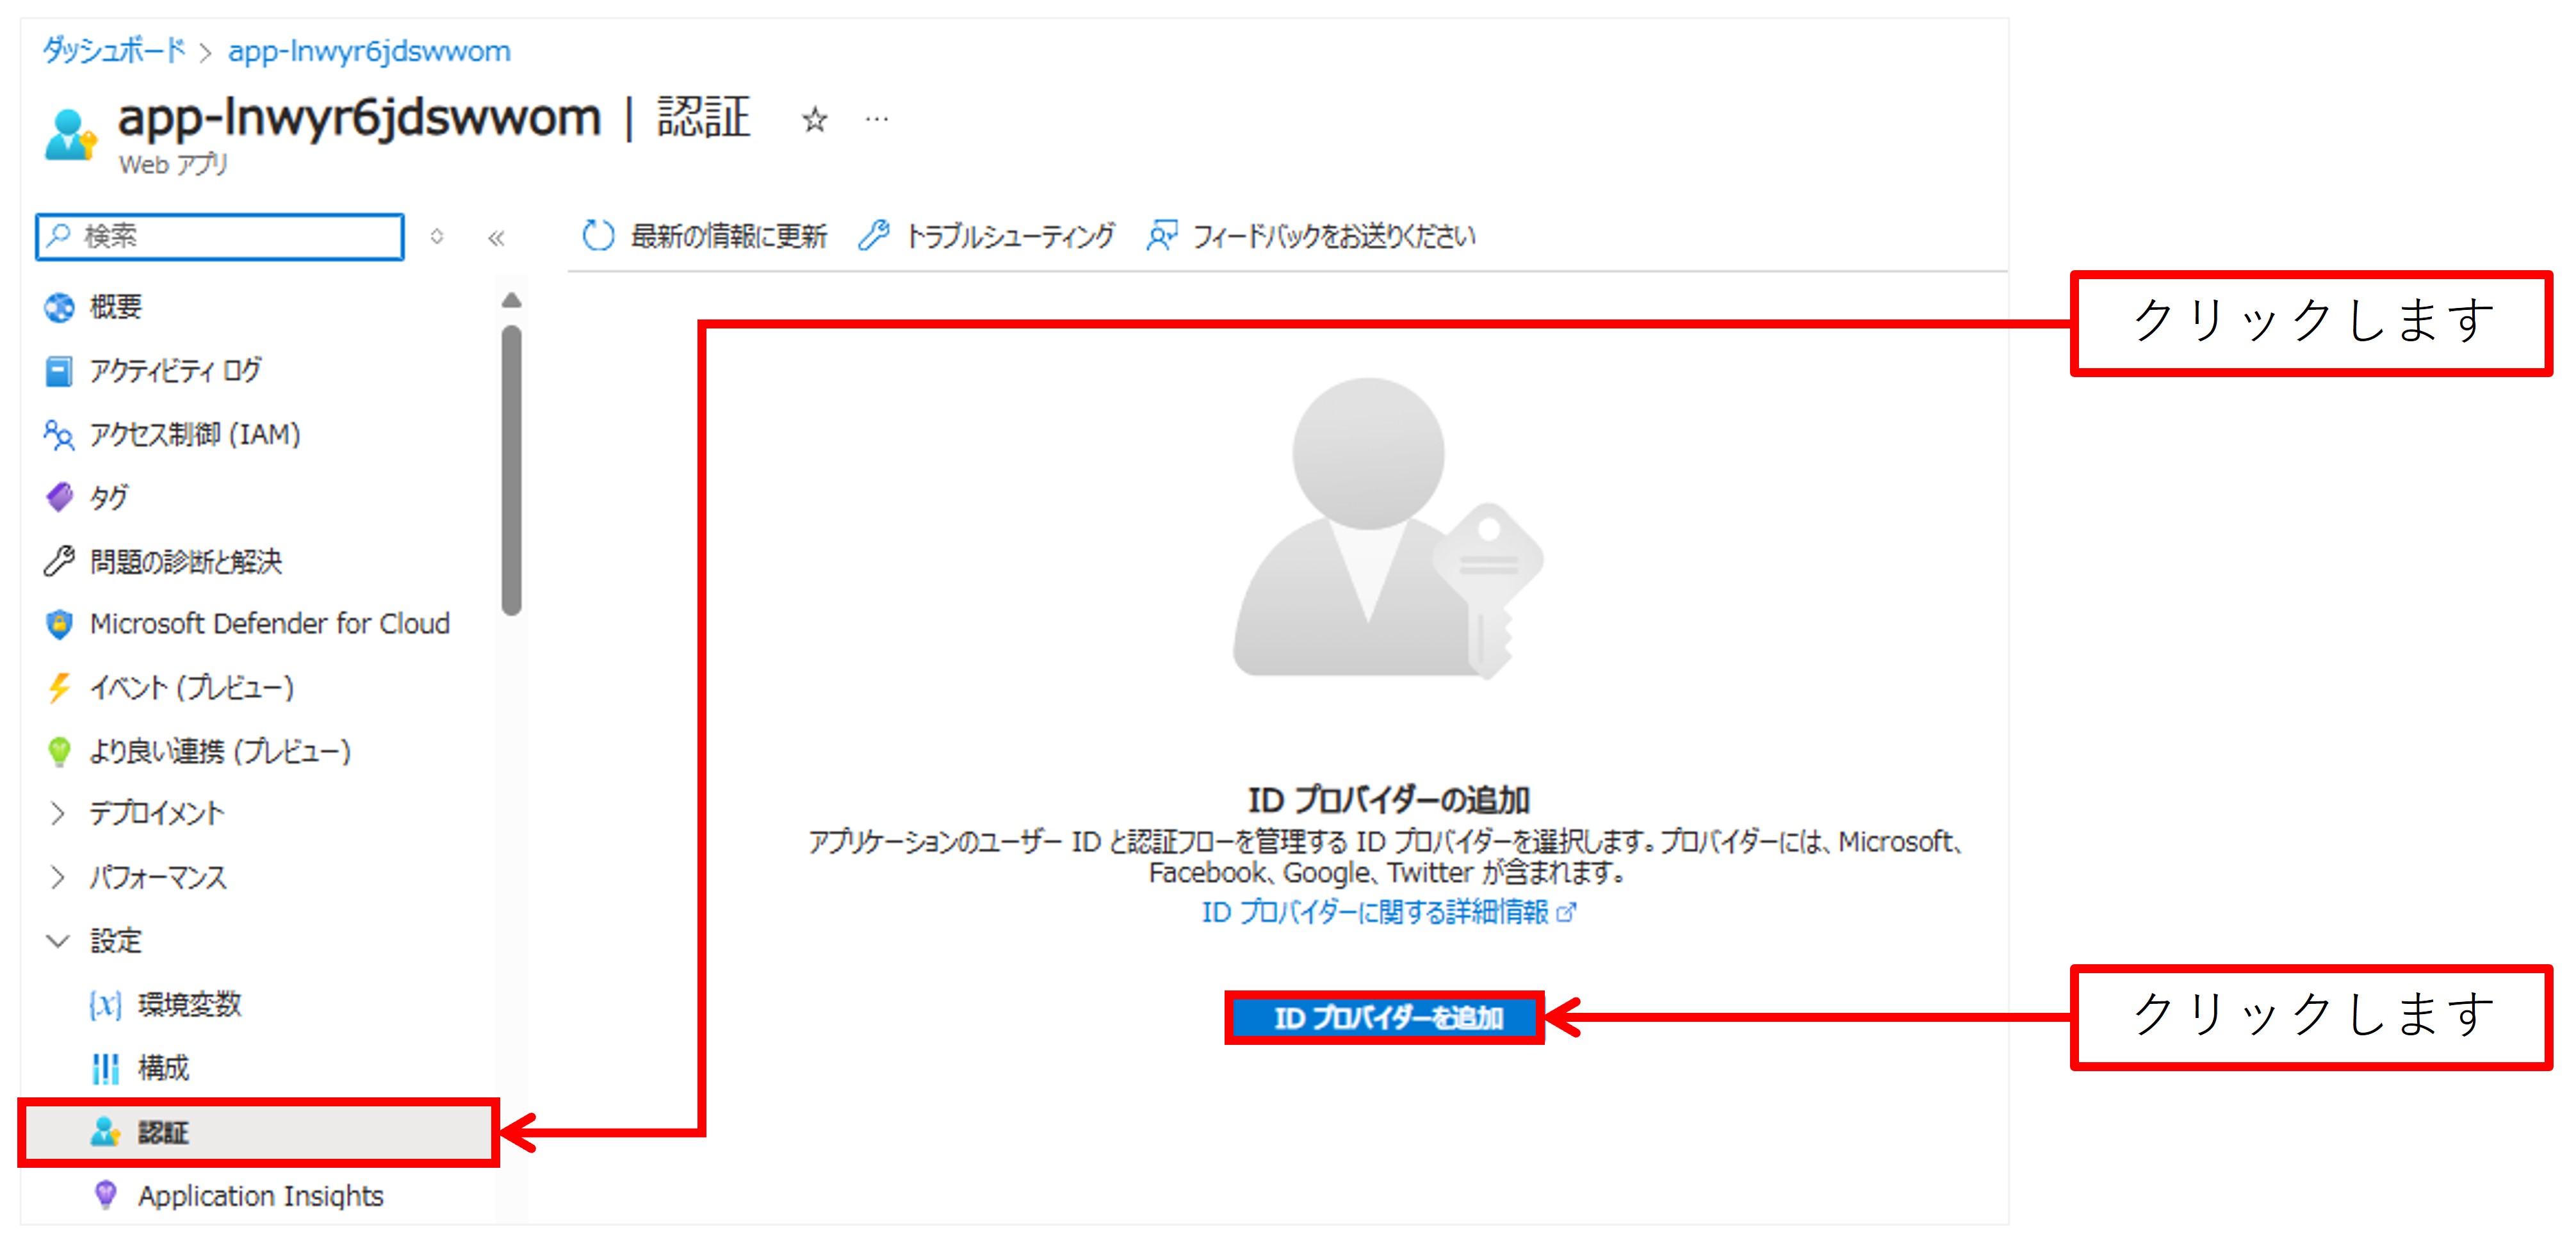 ダッシュボード > app-lnwyr6jdswwom
app-lnwyr6jdswwom | 認証
Web アプリ
検索
最新の情報に更新
トラブルシューティング
フィードバックをお送りください
概要
アクティビティ ログ
アクセス制御 (IAM)
タグ
問題の診断と解決
Microsoft Defender for Cloud
イベント (プレビュー)
より良い連携 (プレビュー)
デプロイメント
パフォーマンス
設定
環境変数
構成
認証
Application Insights
クリックします
ID プロバイダーの追加
アプリケーションのユーザー ID と認証フローを管理する ID プロバイダーを選択します。プロバイダーには、Microsoft、
Facebook、Google、Twitter が含まれます。
ID プロバイダーに関する詳細情報
ID プロバイダーを追加
クリックします